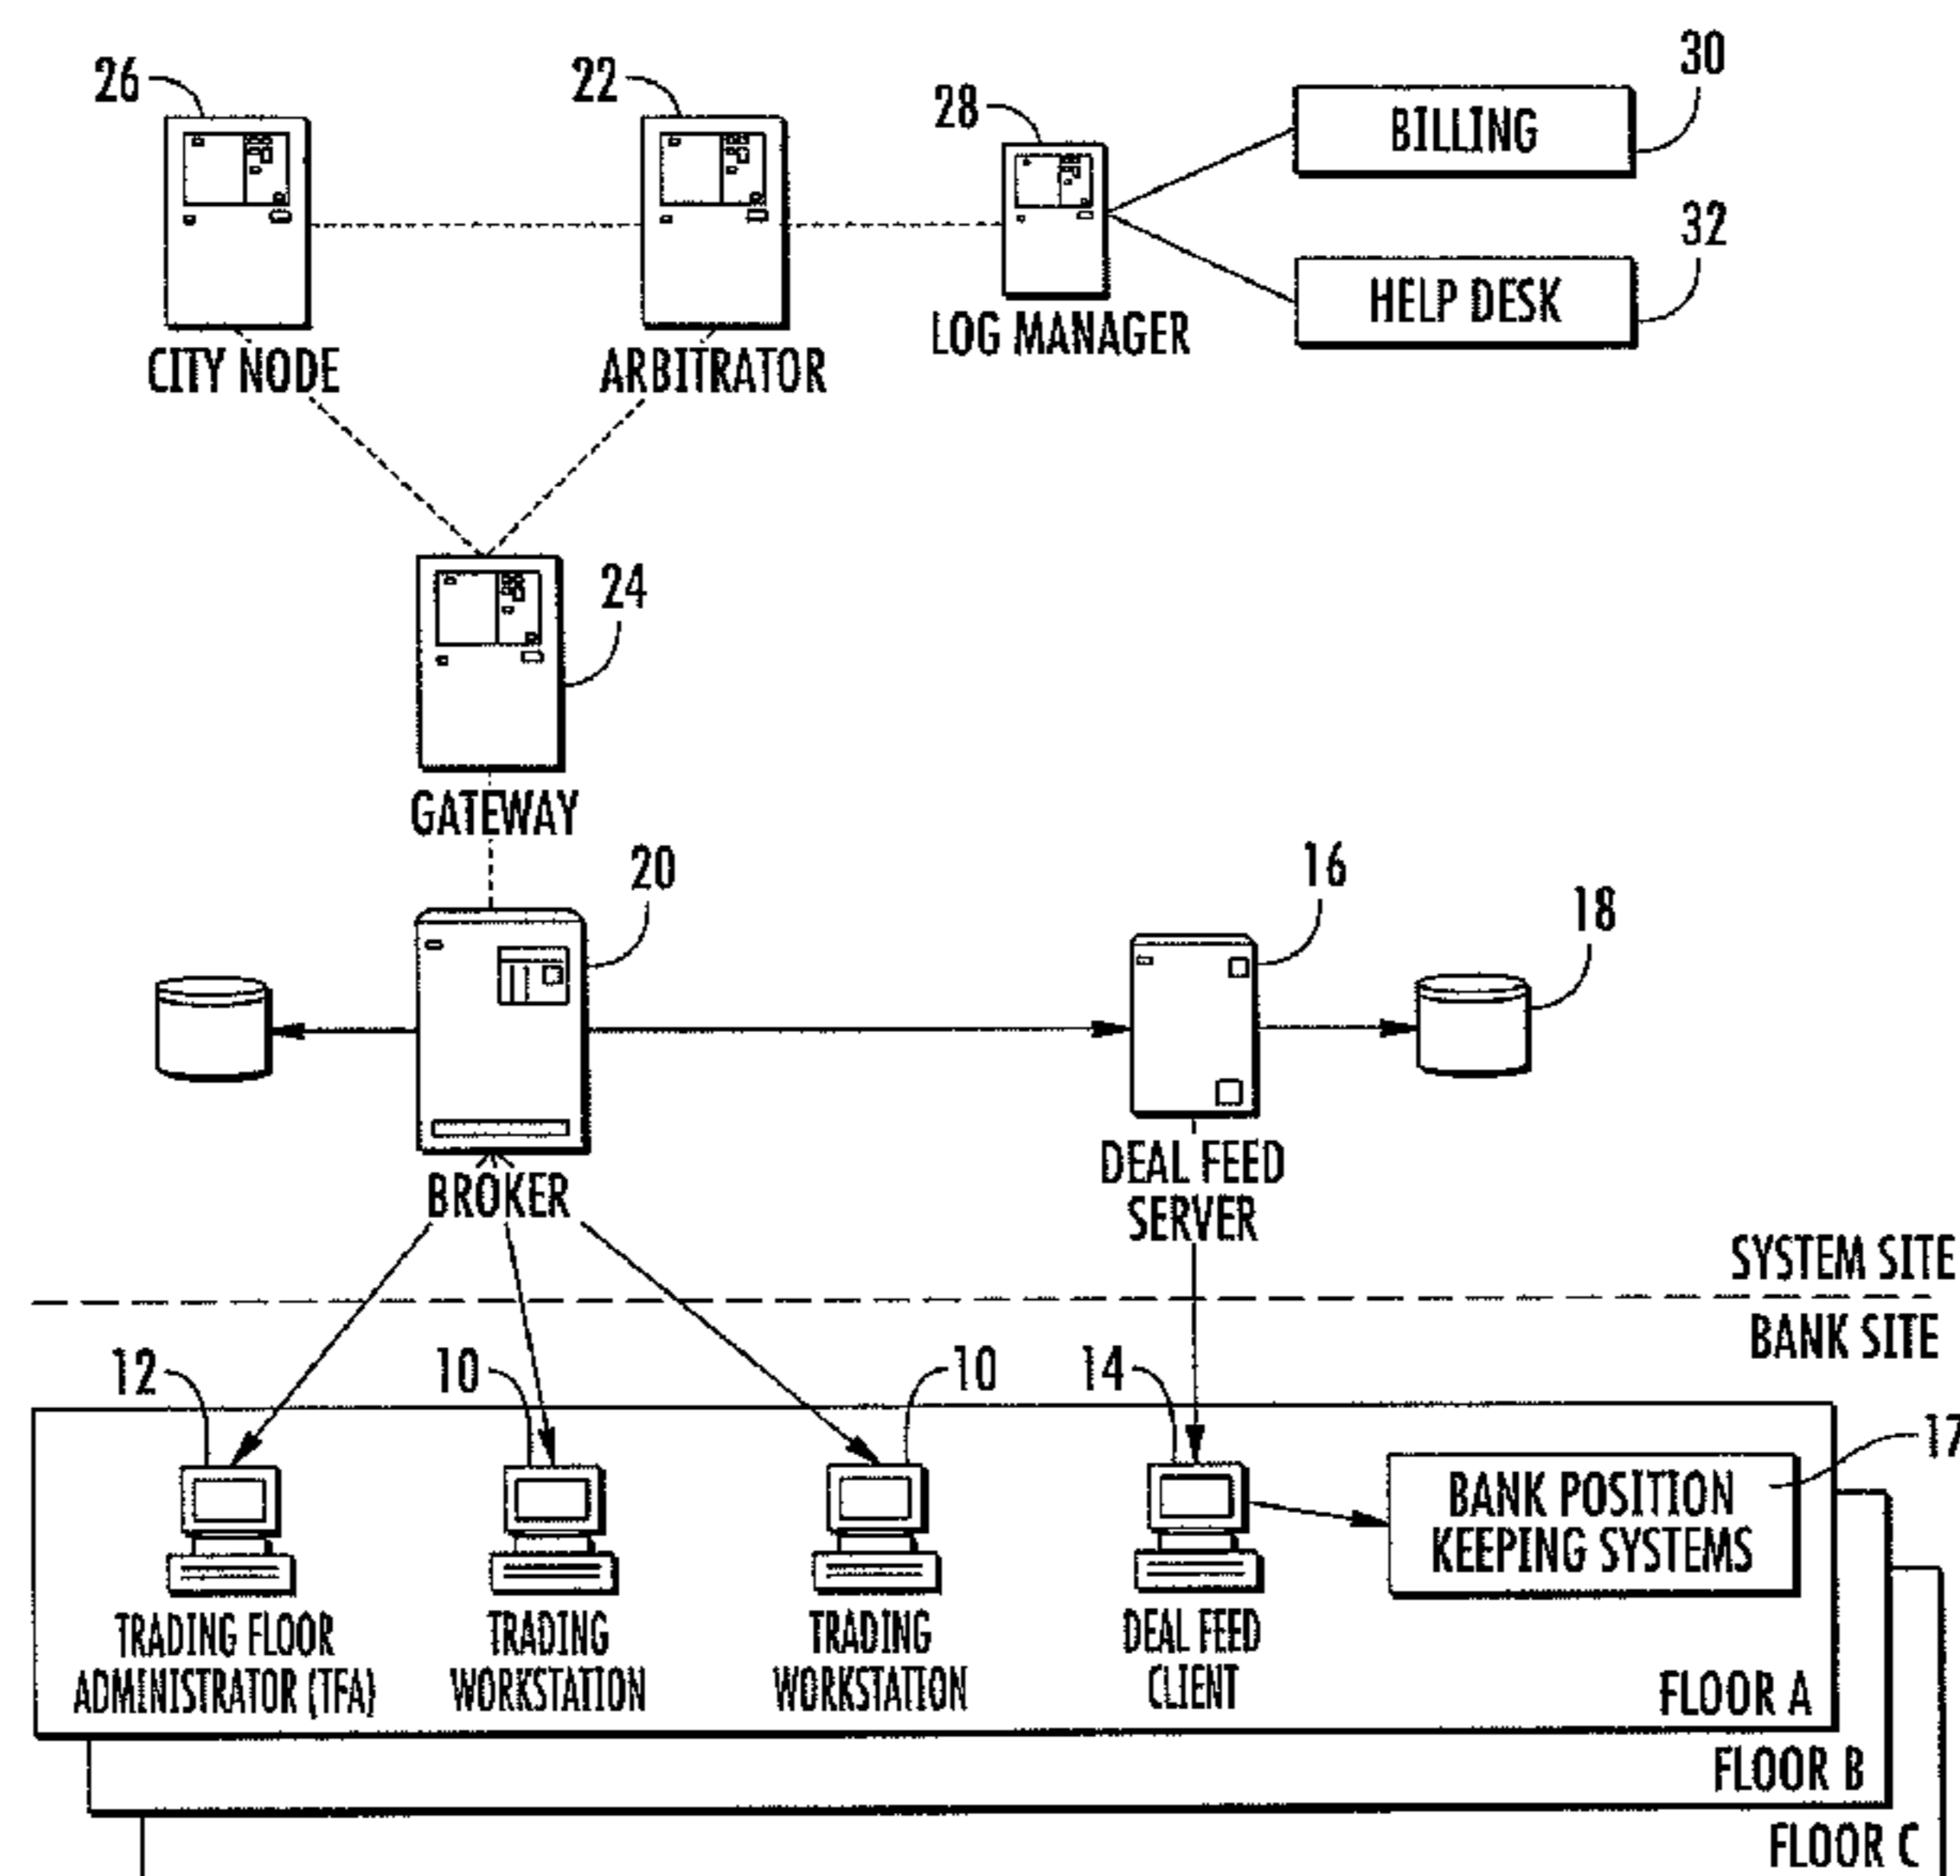 26
22
28
30
BILLING
32
HELP DESK
LOG MANAGER
CITY NODE
ARBITRATOR
24
GATEWAY
20
16
18
BROKER
DEAL FEED
SERVER
SYSTEM SITE
BANK SITE
12
10
10
14
17
BANK POSITION
KEEPING SYSTEMS
TRADING FLOOR
ADMINISTRATOR (TFA)
TRADING
WORKSTATION
TRADING
WORKSTATION
DEAL FEED
CLIENT
FLOOR A
FLOOR B
FLOOR C